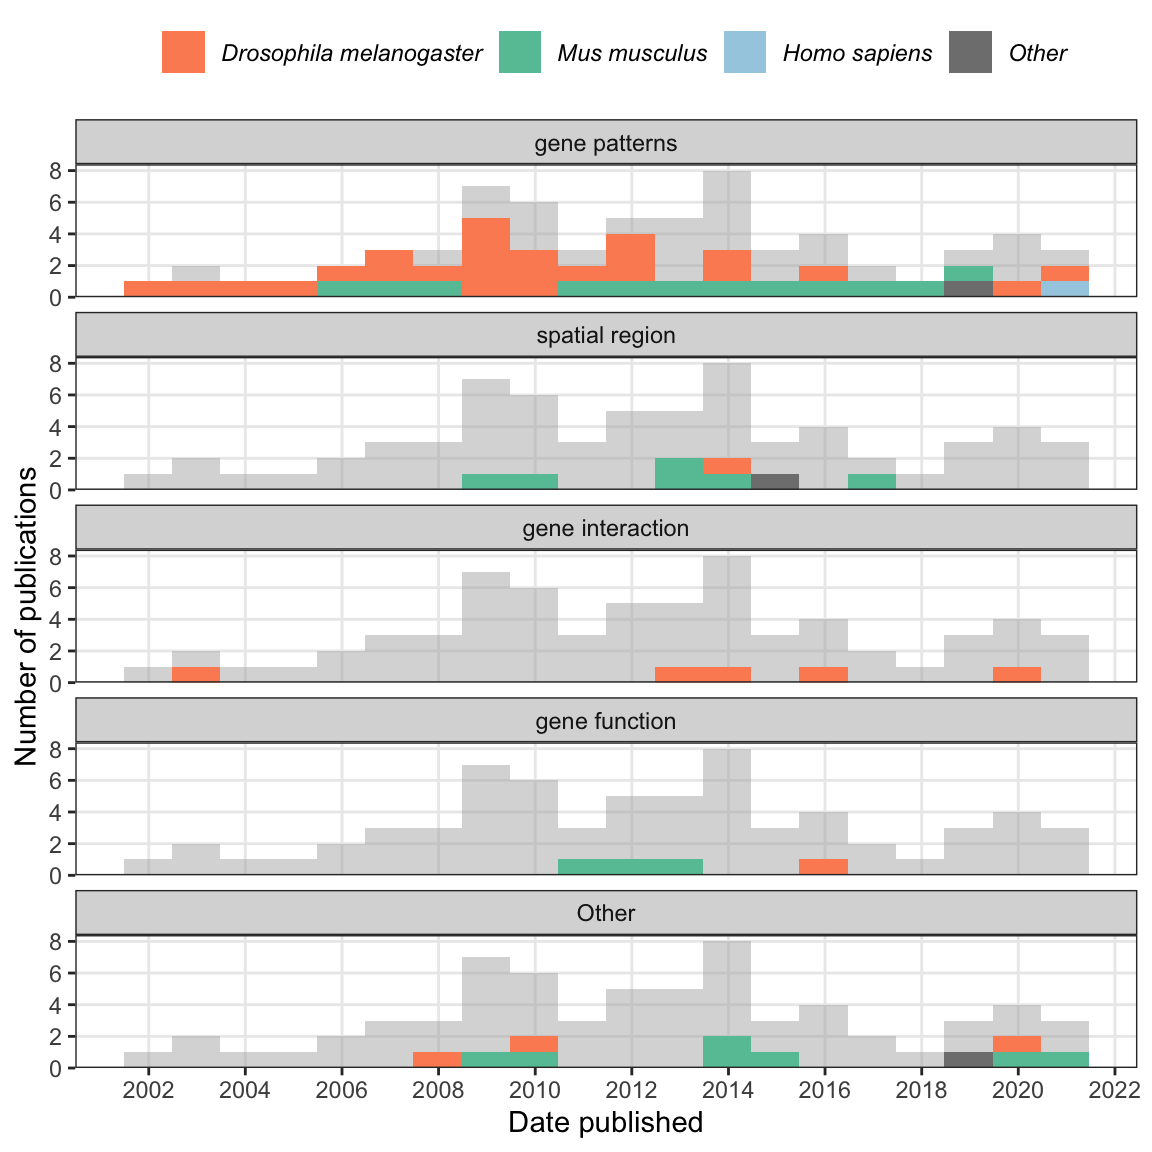 Drosophila melanogaster Mus musculus Homo sapiens Other
gene patterns
8
6
4
2
0
spatial region
8
6
4
2
0
gene interaction
8
6
4
2
0
gene function
8
6
4
2
0
Other
8
6
4
2
0
Number of publications
2002 2004 2006 2008 2010 2012 2014 2016 2018 2020 2022
Date published